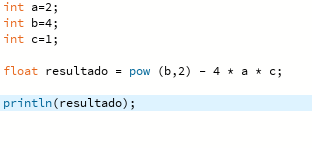 int a=2;
int b=4;
int c=1;
float resultado = pow (b,2) – 4 * a * c;
println(resultado);